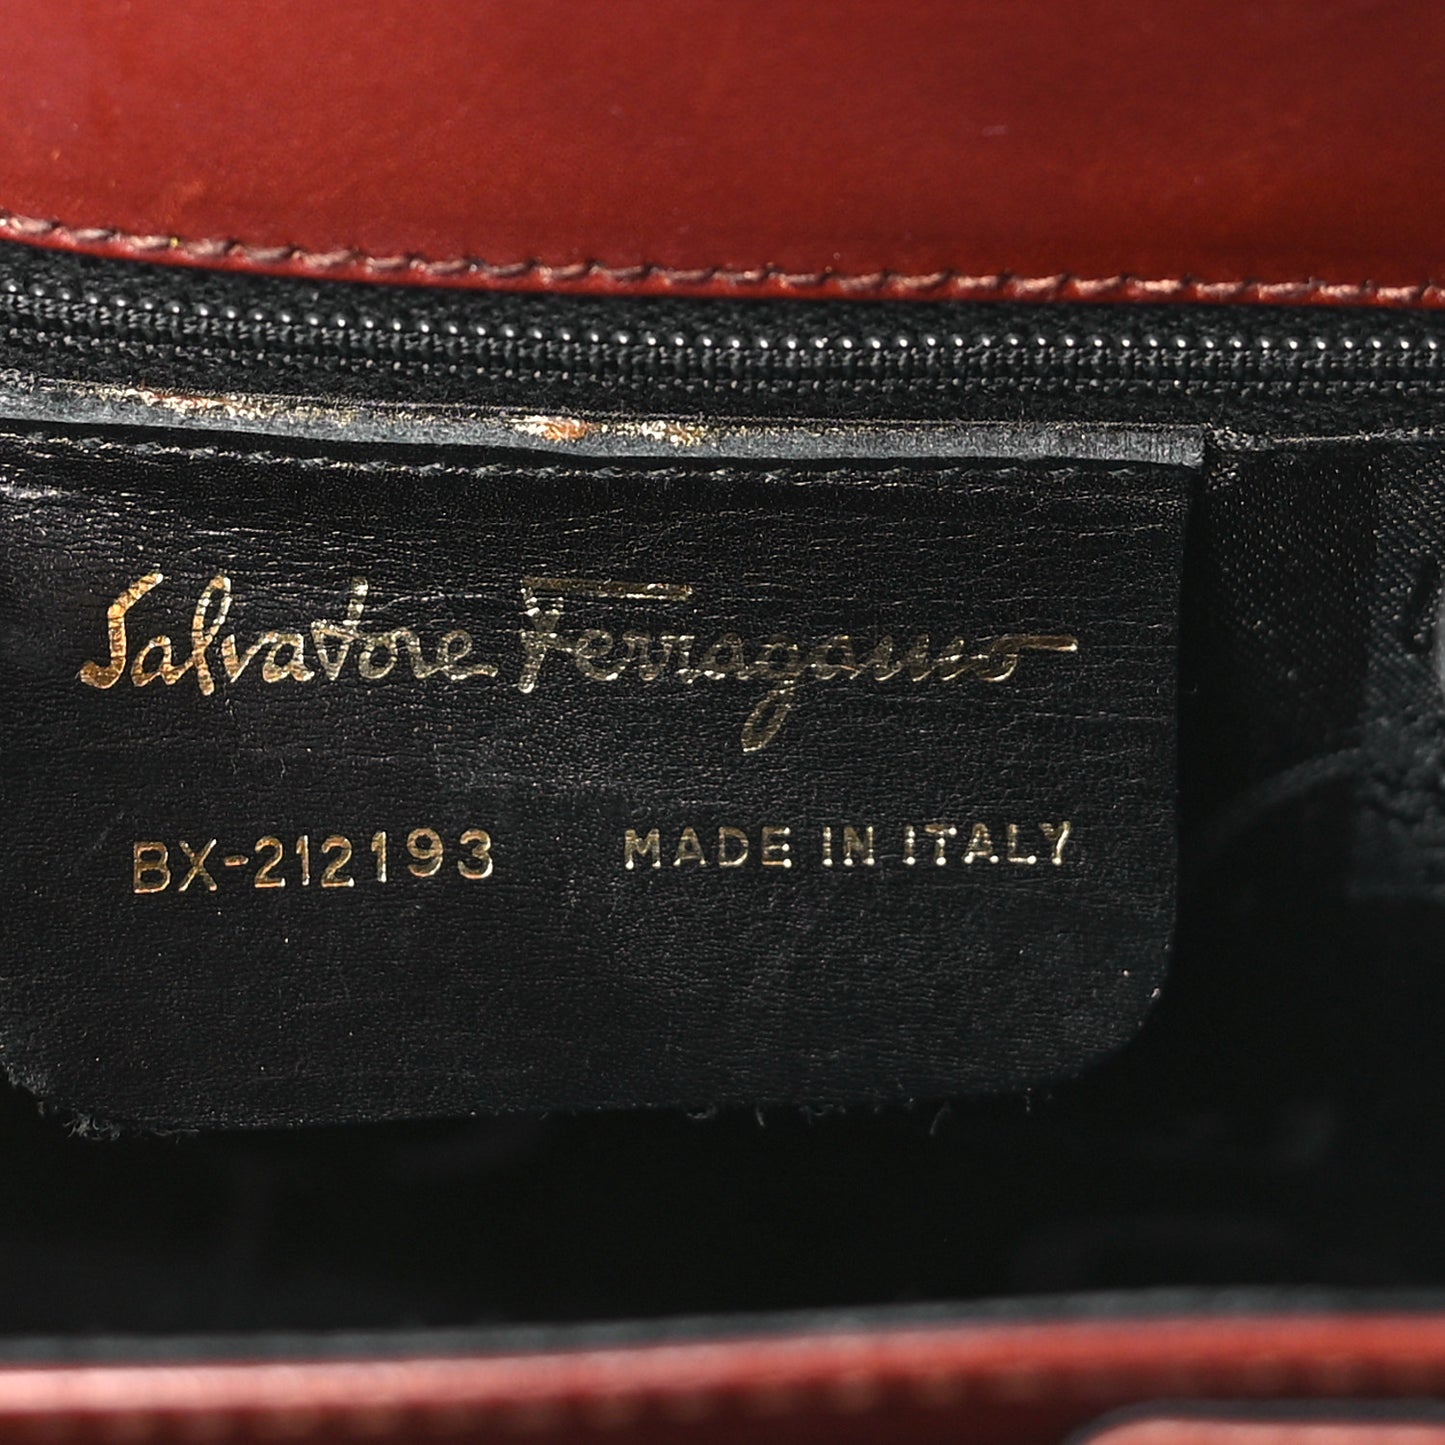 Salvatore Ferragamo
BX-212193 MADE IN ITALY